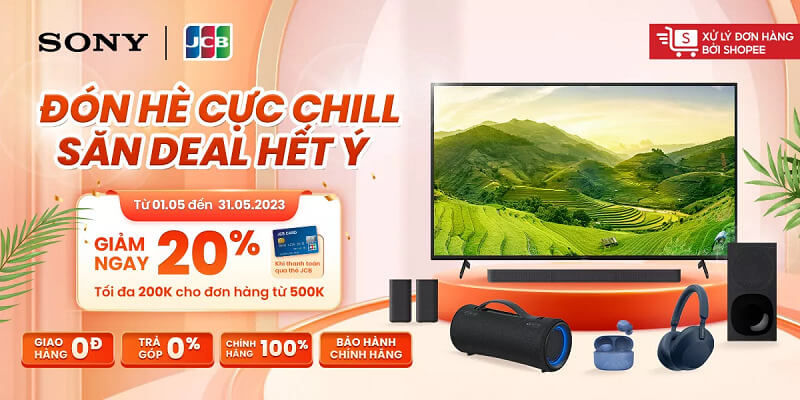 SONY
JCB
XỬ LÝ ĐƠN HÀNG
BỞI SHOPEE
ĐÓN HÈ CỰC CHILL
SĂN DEAL HẾT Ý
Từ 01.05 đến 31.05.2023
GIẢM
NGAY
20%
JCB CARD
Khi thanh toán
qua thẻ JCB
Tối đa 200K cho đơn hàng từ 500K
GIAO
HÀNG
0Đ
TRẢ
GÓP
0%
CHÍNH
HÃNG
100%
BẢO HÀNH
CHÍNH HÃNG